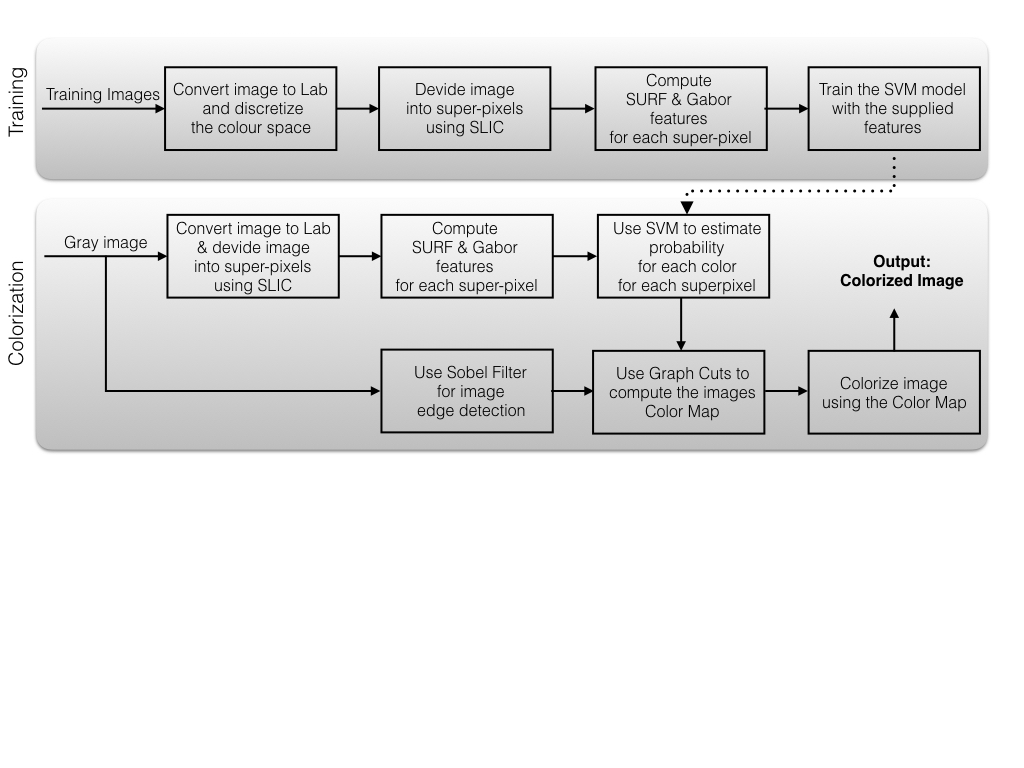 Training
Training Images
Convert image to Lab
and discretize
the colour space
Devide image
into super-pixels
using SLIC
Compute
SURF & Gabor
features
for each super-pixel
Train the SVM model
with the supplied
features
Colorization
Gray image
Convert image to Lab
& devide image
into super-pixels
using SLIC
Compute
SURF & Gabor
features
for each super-pixel
Use SVM to estimate
probability
for each color
for each superpixel
Output:
Colorized Image
Use Sobel Filter
for image
edge detection
Use Graph Cuts to
compute the images
Color Map
Colorize image
using the Color Map